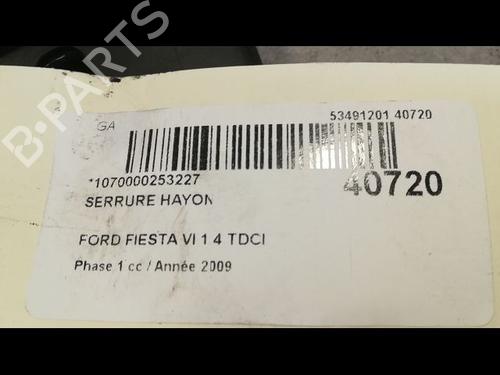 B-PARTS
GA
53491201 40720
*1070000253227
40720
SERRURE HAYON
FORD FIESTA VI 1 4 TDCI
Phase 1 cc / Année 2009